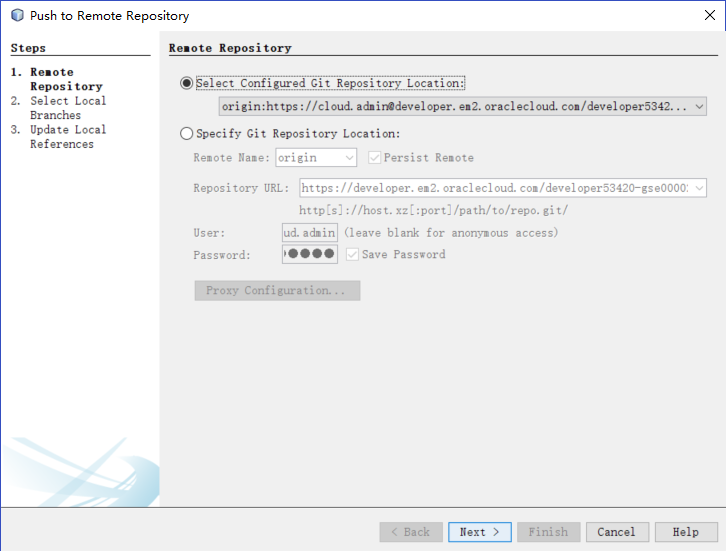 Push to Remote Repository
Steps
1. Remote
Repository
2. Select Local
Branches
3. Update Local
References
Remote Repository
Select Configured Git Repository Location:
origin:https://cloud.admin@developer.em2.oraclecloud.com/developer5342...
Specify Git Repository Location:
Remote Name: origin Persist Remote
Repository URL: https://developer.em2.oraclecloud.com/developer53420-gse0000
http[s]://host.xz[:port]/path/to/repo.git/
User: ud.admin (leave blank for anonymous access)
Password: Save Password
Proxy Configuration...
< Back Next > Finish Cancel Help